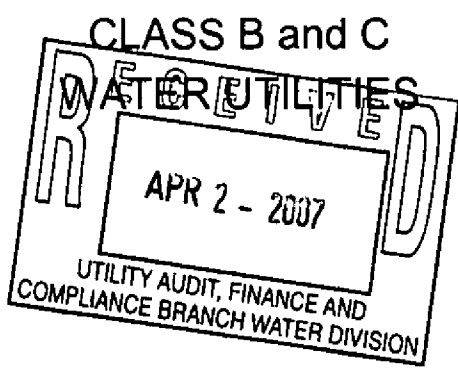 CLASS B and C
WATER UTILITIES
RECEIVED
APR 2 - 2007
UTILITY AUDIT, FINANCE AND
COMPLIANCE BRANCH WATER DIVISION